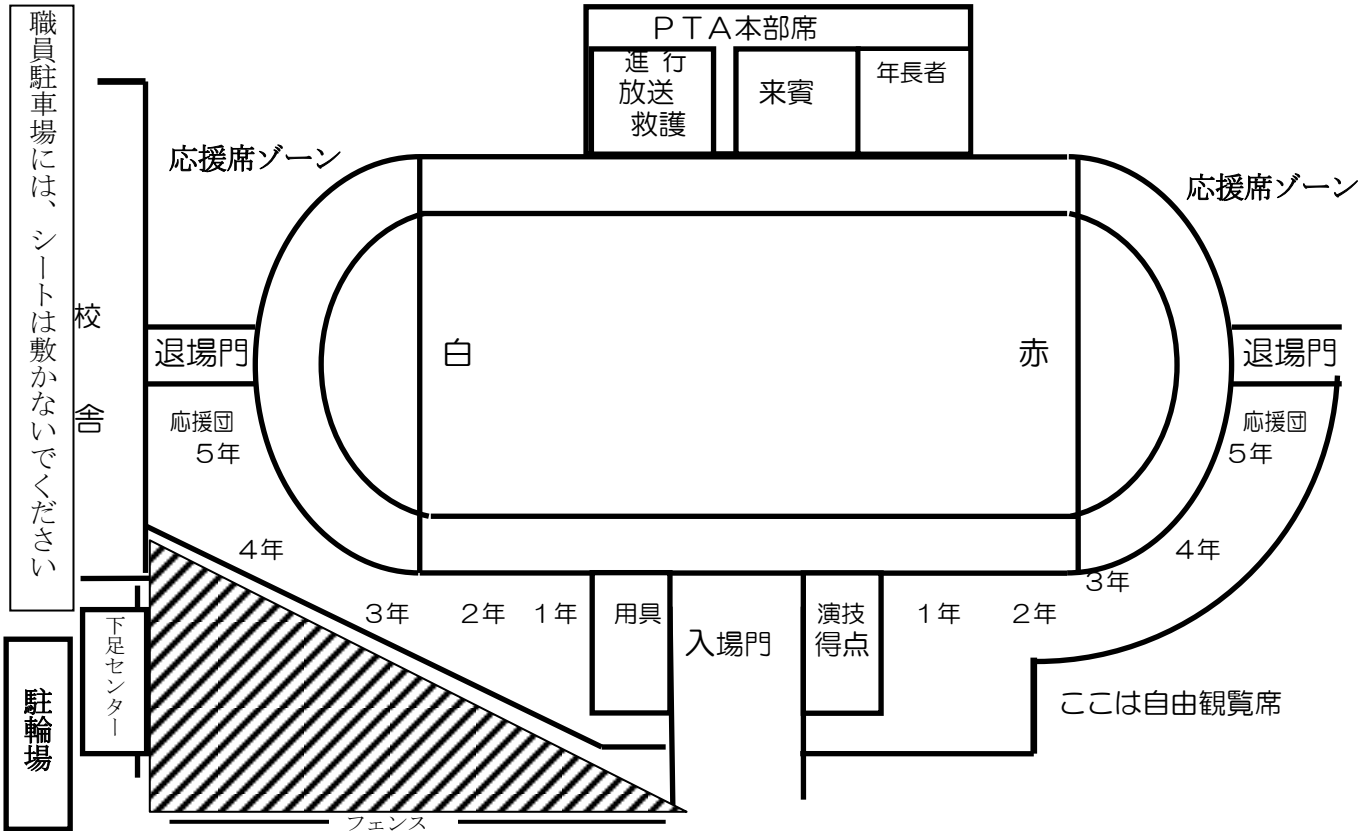 職員駐車場には、シートは敷かないでください
校舎
駐輪場
下足センター
ＰＴＡ本部席
進 行
放送
救護
来賓
年長者
応援席ゾーン
応援席ゾーン
退場門
白
赤
退場門
応援団
５年
４年
３年
２年
１年
用具
入場門
演技
得点
１年
２年
３年
４年
応援団
５年
ここは自由観覧席
フェンス